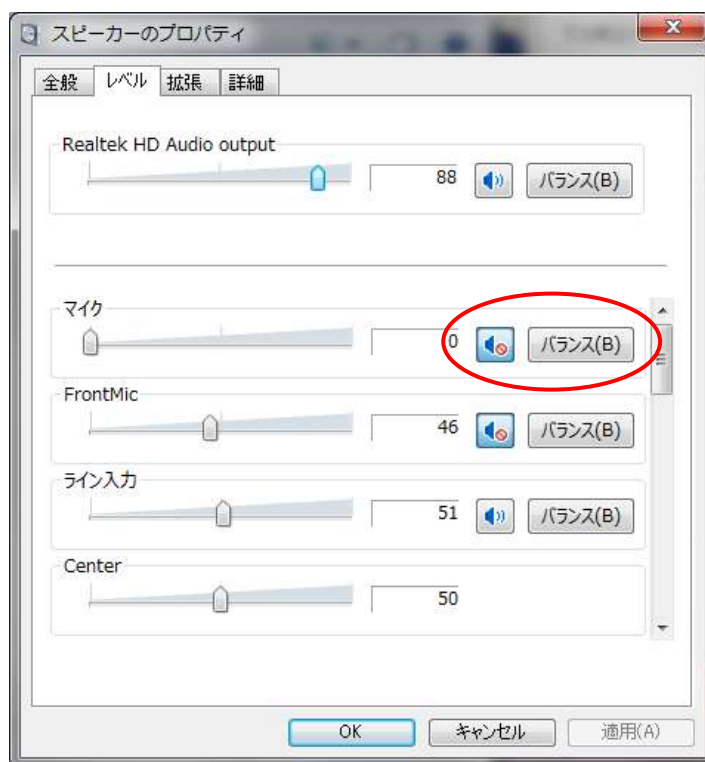 スピーカーのプロパティ
全般 レベル 拡張 詳細
Realtek HD Audio output
88 バランス(B)
マイク
0 バランス(B)
FrontMic
46 バランス(B)
ライン入力
51 バランス(B)
Center
50
OK キャンセル 適用(A)